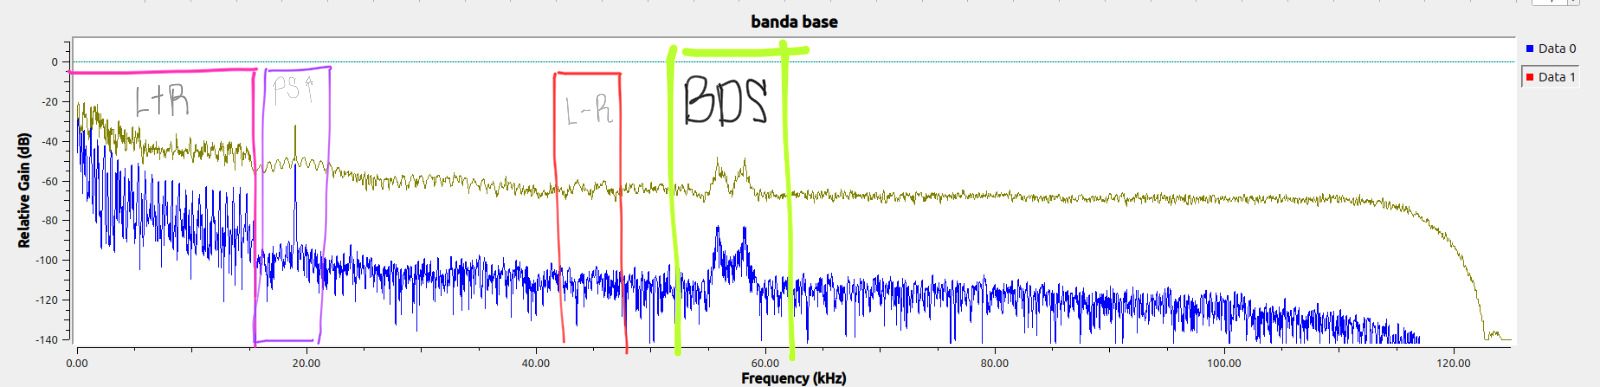 banda base
0
-20
-40
-60
-80
-100
-120
-140
Relative Gain (dB)
L+R
L-R
BDS
Data 0
Data 1
0.00
20.00
40.00
60.00
80.00
100.00
120.00
Frequency (kHz)